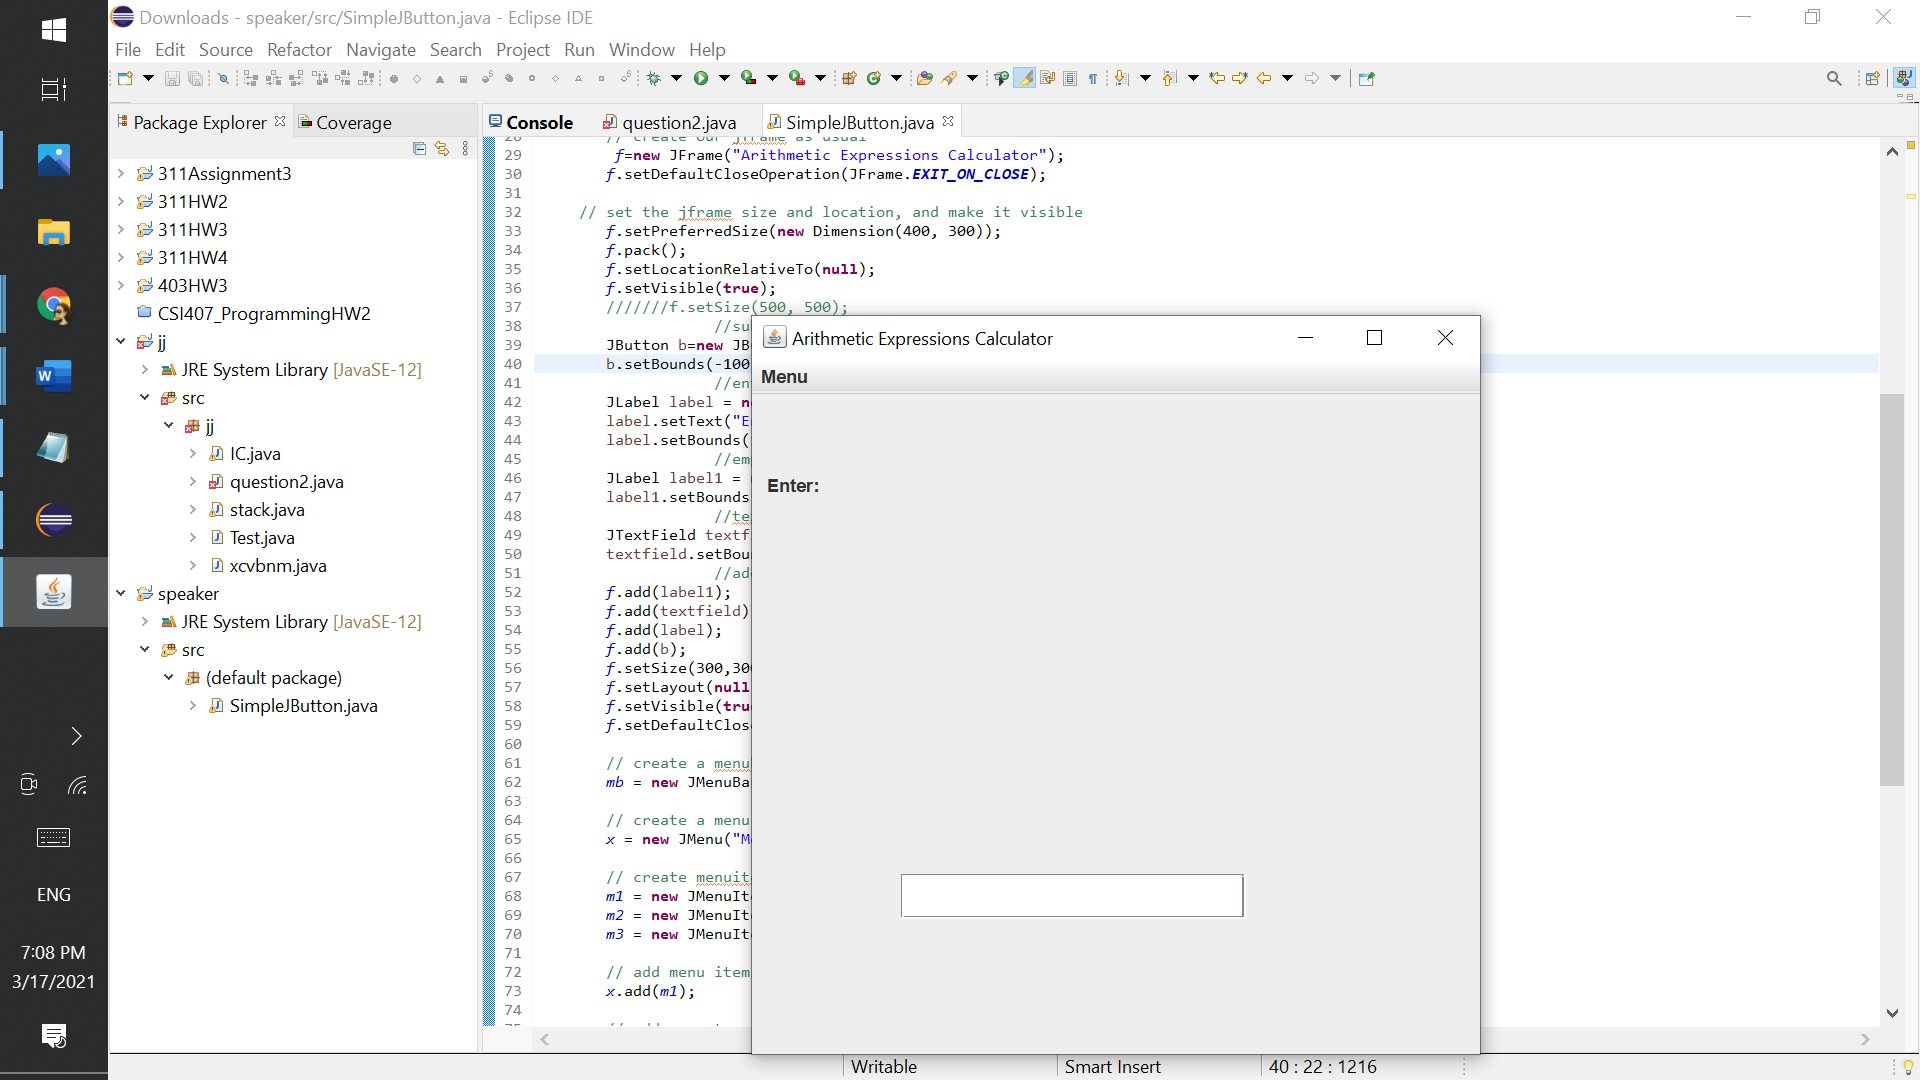 Downloads - speaker/src/SimpleJButton.java - Eclipse IDE
File Edit Source Refactor Navigate Search Project Run Window Help
Package Explorer
Coverage
Console
question2.java
SimpleJButton.java
311Assignment3
311HW2
311HW3
311HW4
403HW3
CSI407_ProgrammingHW2
jj
JRE System Library [JavaSE-12]
src
jj
IC.java
question2.java
stack.java
Test.java
xcvbnm.java
speaker
JRE System Library [JavaSE-12]
src
(default package)
SimpleJButton.java
28 // create our jframe as usual
29 f=new JFrame("Arithmetic Expressions Calculator");
30 f.setDefaultCloseOperation(JFrame.EXIT_ON_CLOSE);
31
32 // set the jframe size and location, and make it visible
33 f.setPreferredSize(new Dimension(400, 300));
34 f.pack();
35 f.setLocationRelativeTo(null);
36 f.setVisible(true);
37 ///////f.setSize(500, 500);
38 //su
39 JButton b=new JB
40 b.setBounds(-100
41 //en
42 JLabel label = n
43 label.setText("E
44 label.setBounds(
45 //em
46 JLabel label1 =
47 label1.setBounds
48 //te
49 JTextField textf
50 textfield.setBou
51 //ad
52 f.add(label1);
53 f.add(textfield)
54 f.add(label);
55 f.add(b);
56 f.setSize(300,30
57 f.setLayout(null
58 f.setVisible(tru
59 f.setDefaultClos
60
61 // create a menu
62 mb = new JMenuBa
63
64 // create a menu
65 x = new JMenu("M
66
67 // create menuit
68 m1 = new JMenuIt
69 m2 = new JMenuIt
70 m3 = new JMenuIt
71
72 // add menu item
73 x.add(m1);
74
Arithmetic Expressions Calculator
Menu
Enter:
ENG
7:08 PM
3/17/2021
Writable
Smart Insert
40 : 22 : 1216